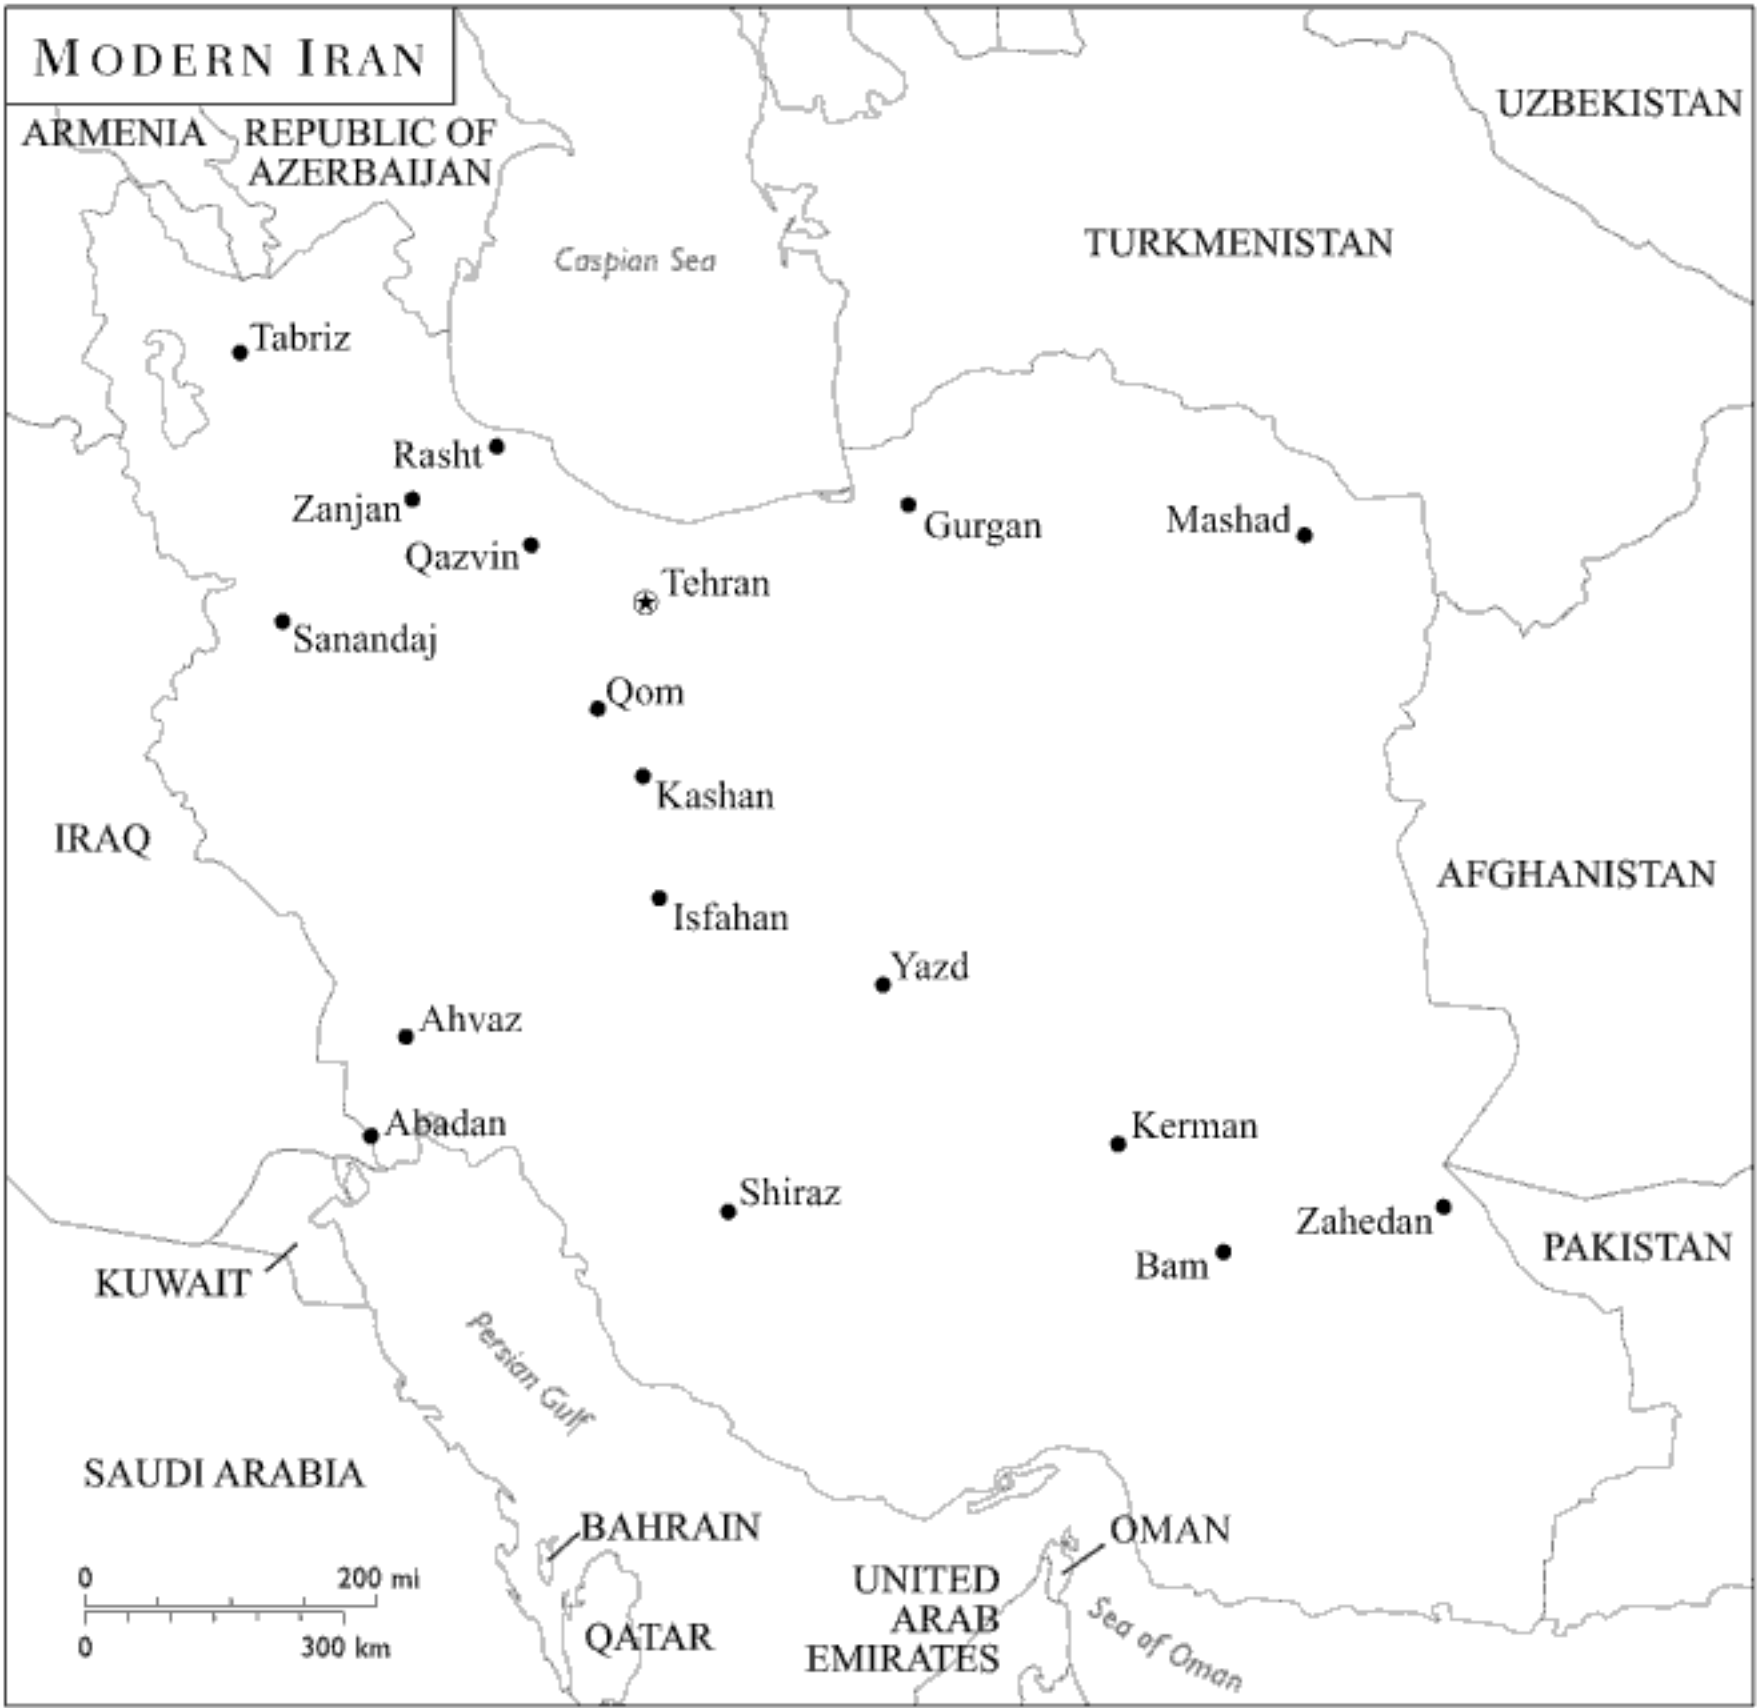 MODERN IRAN
ARMENIA
REPUBLIC OF
AZERBAIJAN
UZBEKISTAN
TURKMENISTAN
Caspian Sea
Tabriz
Rasht
Zanjan
Qazvin
Gurgan
Mashad
Tehran
Sanandaj
Qom
Kashan
IRAQ
AFGHANISTAN
Isfahan
Yazd
Ahvaz
Abadan
Kerman
Shiraz
Zahedan
Bam
PAKISTAN
KUWAIT
Persian Gulf
SAUDI ARABIA
BAHRAIN
OMAN
UNITED
ARAB
EMIRATES
QATAR
Sea of Oman
0 200 mi
0 300 km